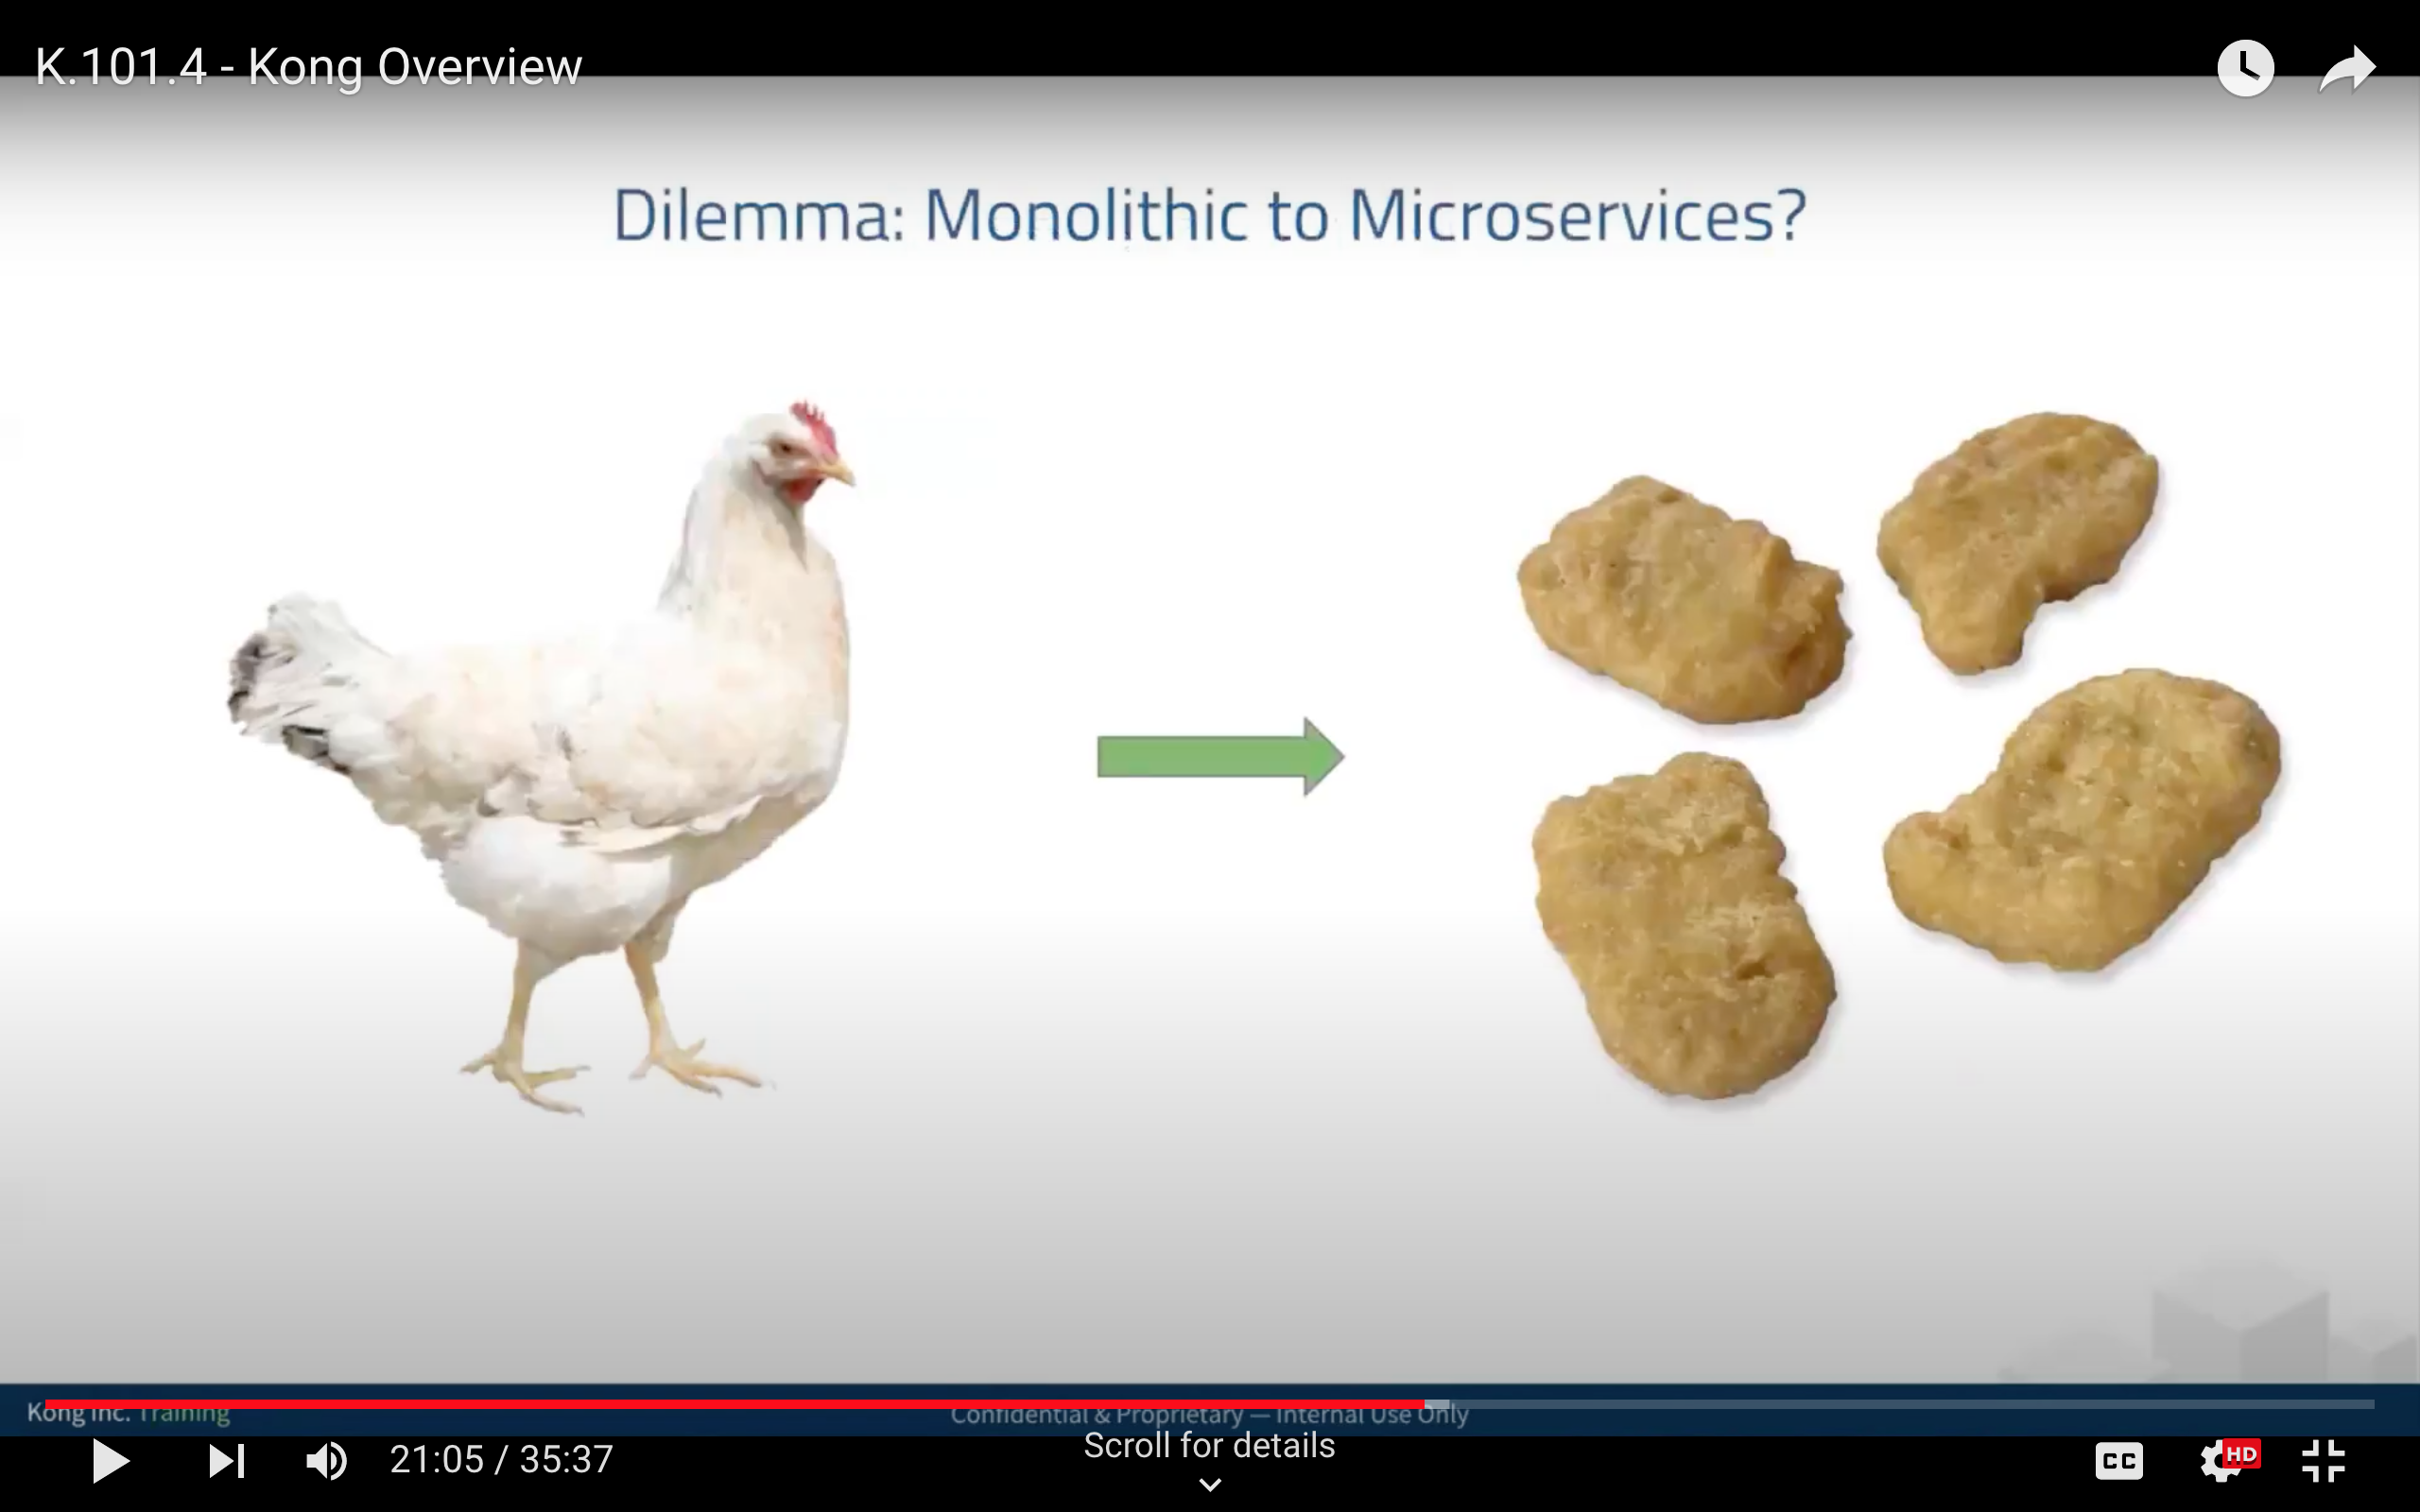 K.101.4 - Kong Overview
Dilemma: Monolithic to Microservices?
Kong Inc. Training
Confidential & Proprietary — Internal Use Only
Scroll for details
21:05 / 35:37
CC
HD